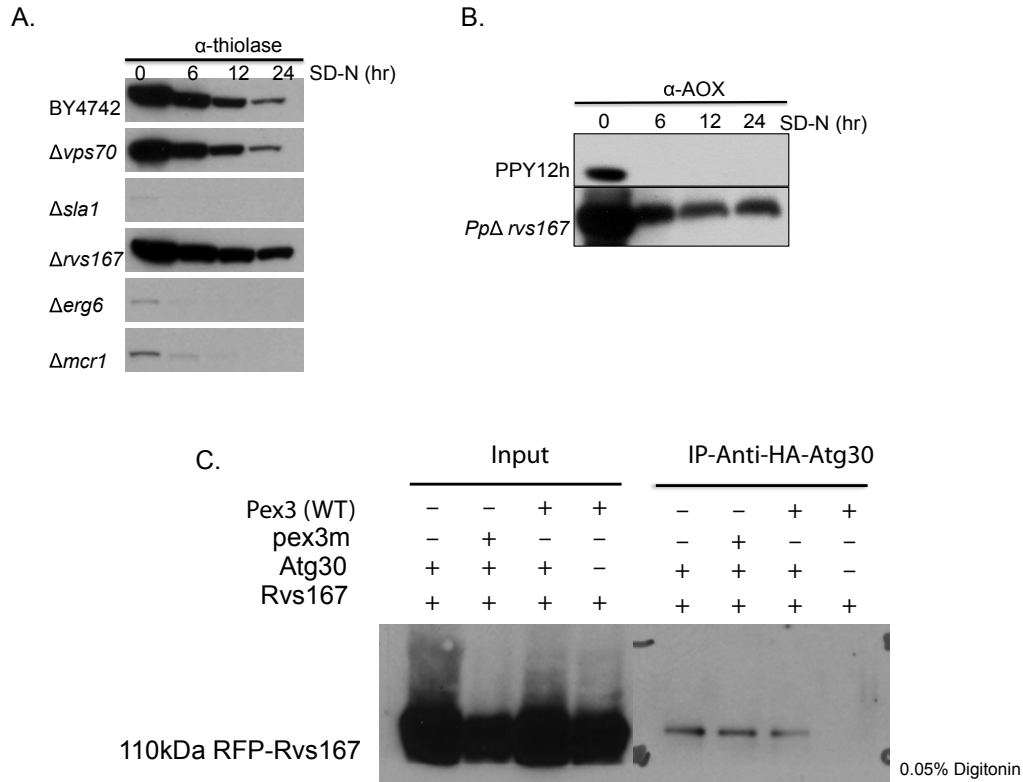 A.
α-thiolase
0 6 12 24 SD-N (hr)
BY4742
Δvps70
Δsla1
Δrvs167
Δerg6
Δmcr1
B.
α-AOX
0 6 12 24 SD-N (hr)
PPY12h
PpΔ rvs167
C.
Input IP-Anti-HA-Atg30
Pex3 (WT) – – + + – – + +
pex3m – + – – – + – –
Atg30 + + + – + + + –
Rvs167 + + + + + + + +
110kDa RFP-Rvs167
0.05% Digitonin